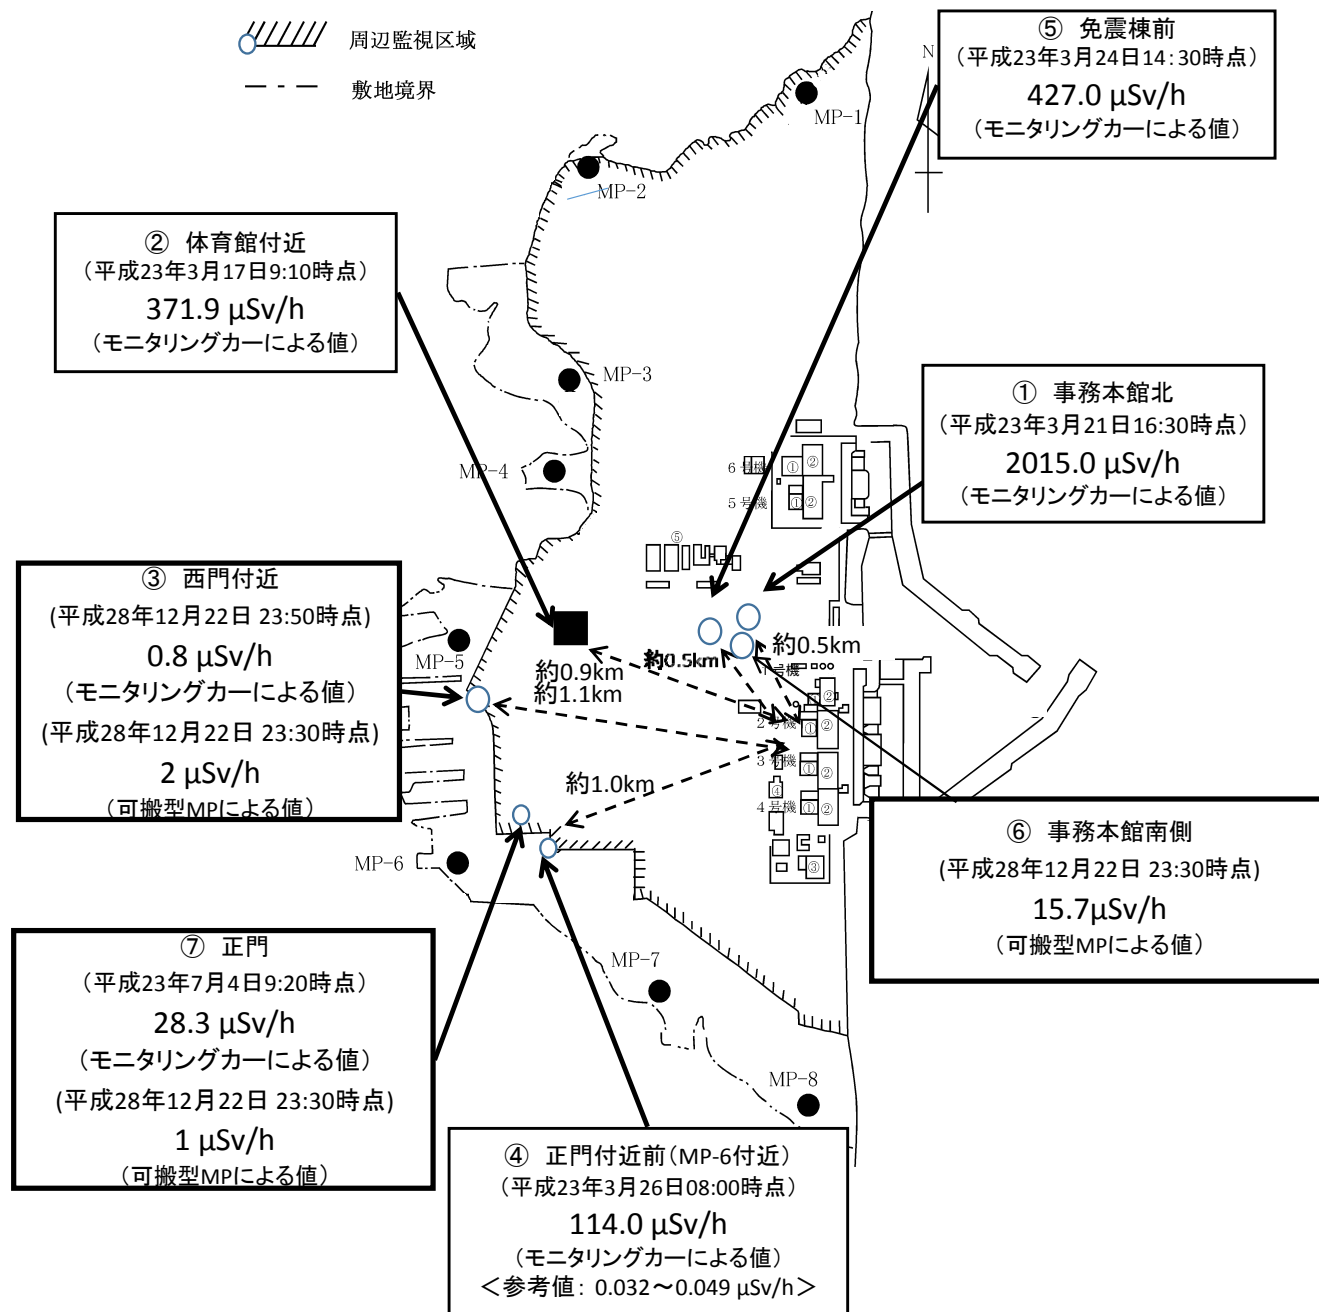 周辺監視区域
敷地境界
⑤ 免震棟前
（平成23年3月24日14:30時点）
427.0 μSv/h
（モニタリングカーによる値）
N
MP-1
MP-2
② 体育館付近
（平成23年3月17日9:10時点）
371.9 μSv/h
（モニタリングカーによる値）
MP-3
① 事務本館北
（平成23年3月21日16:30時点）
2015.0 μSv/h
（モニタリングカーによる値）
MP-4
6号機
①
②
5号機
①
②
⑤
③ 西門付近
(平成28年12月22日 23:50時点)
0.8 μSv/h
（モニタリングカーによる値）
(平成28年12月22日 23:30時点)
2 μSv/h
（可搬型MPによる値）
MP-5
約0.9km
約1.1km
約0.5km
約0.5km
1号機
②
2号機
①
②
3号機
①
②
④
4号機
①
②
③
約1.0km
MP-6
⑥ 事務本館南側
(平成28年12月22日 23:30時点)
15.7μSv/h
（可搬型MPによる値）
⑦ 正門
（平成23年7月4日9:20時点）
28.3 μSv/h
（モニタリングカーによる値）
(平成28年12月22日 23:30時点)
1 μSv/h
（可搬型MPによる値）
MP-7
MP-8
④ 正門付近前（MP-6付近）
（平成23年3月26日08:00時点）
114.0 μSv/h
（モニタリングカーによる値）
＜参考値： 0.032～0.049 μSv/h＞